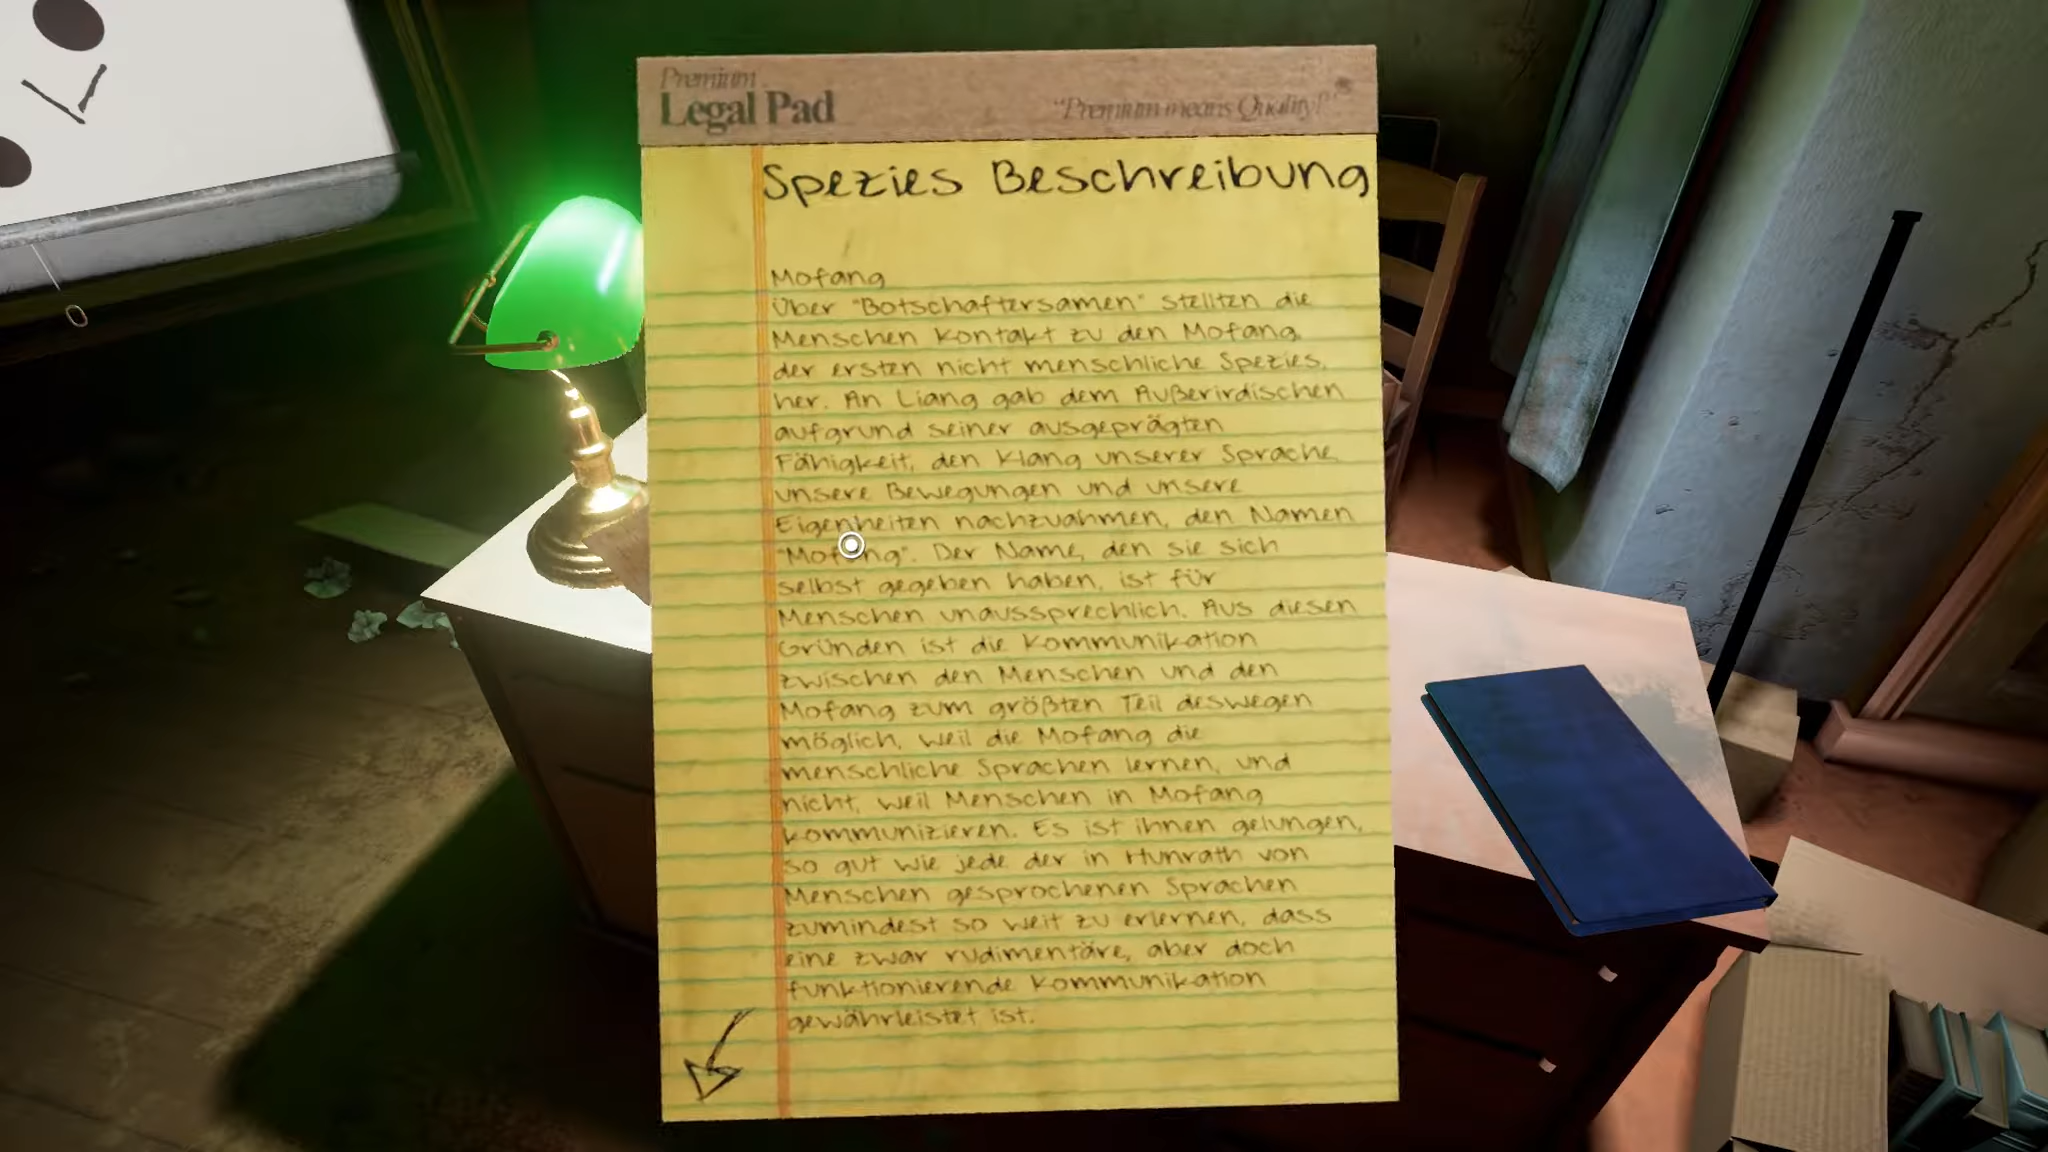 Premium
Legal Pad
"Premium means Quality!"
Spezies Beschreibung
Mofang
Über "Botschaftersamen" stellten die
Menschen Kontakt zu den Mofang,
der ersten nicht menschliche Spezies,
her. An Liang gab dem Außerirdischen
aufgrund seiner ausgeprägten
Fähigkeit, den Klang unserer Sprache,
unsere Bewegungen und unsere
Eigenheiten nachzuahmen, den Namen
"Mofang". Der Name, den sie sich
selbst gegeben haben, ist für
Menschen unaussprechlich. Aus diesen
Gründen ist die Kommunikation
zwischen den Menschen und den
Mofang zum größten Teil deswegen
möglich, weil die Mofang die
menschliche Sprachen lernen, und
nicht, weil Menschen in Mofang
kommunizieren. Es ist ihnen gelungen,
so gut wie jede der in Hunrath von
Menschen gesprochenen Sprachen
zumindest so weit zu erlernen, dass
eine zwar rudimentäre, aber doch
funktionierende Kommunikation
gewährleistet ist.